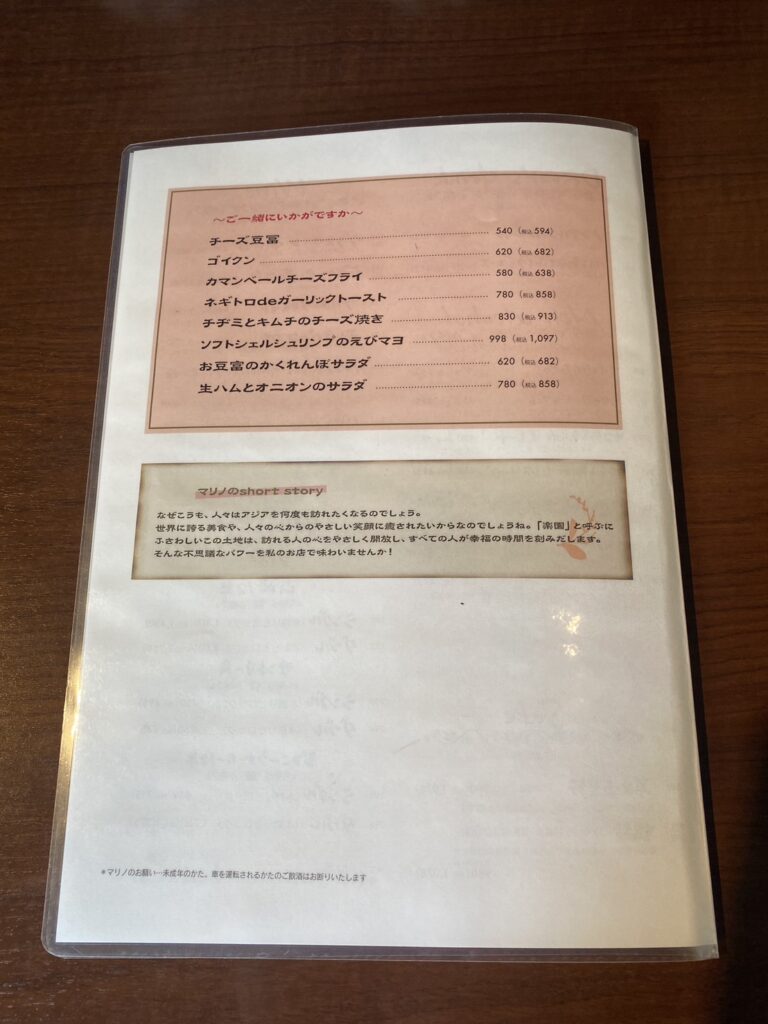 〜ご一緒にいかがですか〜
チーズ豆冨 540（税込 594）
ゴイクン 620（税込 682）
カマンベールチーズフライ 580（税込 638）
ネギトロdeガーリックトースト 780（税込 858）
チヂミとキムチのチーズ焼き 830（税込 913）
ソフトシェルシュリンプのえびマヨ 998（税込 1,097）
お豆富のかくれんぼサラダ 620（税込 682）
生ハムとオニオンのサラダ 780（税込 858）
マリノのshort story
なぜこうも、人々はアジアを何度も訪れたくなるのでしょう。
世界に誇る美食や、人々の心からのやさしい笑顔に癒されたいからなのでしょうね。「楽園」と呼ぶに
ふさわしいこの土地は、訪れる人の心をやさしく開放し、すべての人が幸福の時間を刻みだします。
そんな不思議なパワーを私のお店で味わいませんか！
*マリノのお願い…未成年のかた、車を運転されるかたのご飲酒はお断りいたします